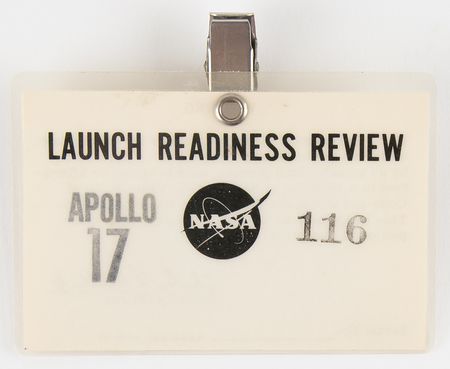 LAUNCH READINESS REVIEW
APOLLO
17
NASA
116